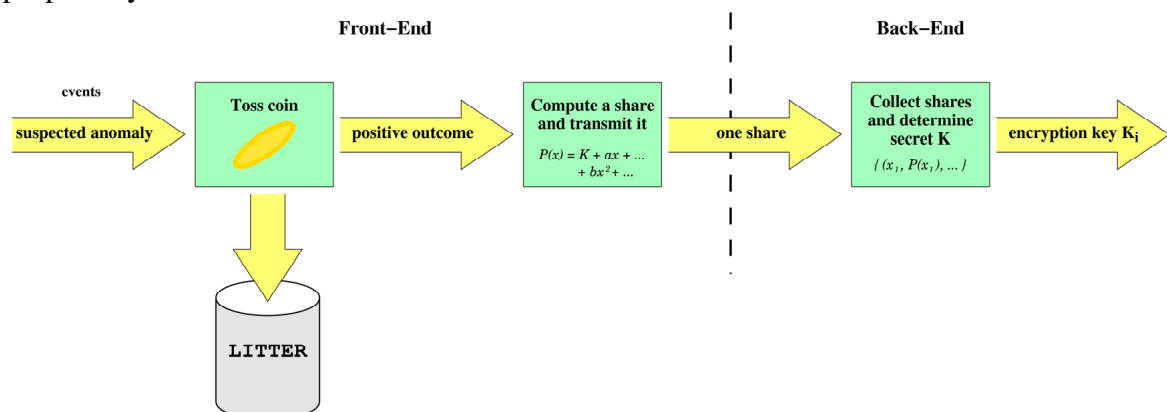 Front−End
Back−End
events
suspected anomaly
Toss coin
positive outcome
Compute a share
and transmit it
P(x) = K + ax + ...
+ bx² + ...
one share
Collect shares
and determine
secret K
{ (x₁, P(x₁), ... }
encryption key Kᵢ
LITTER